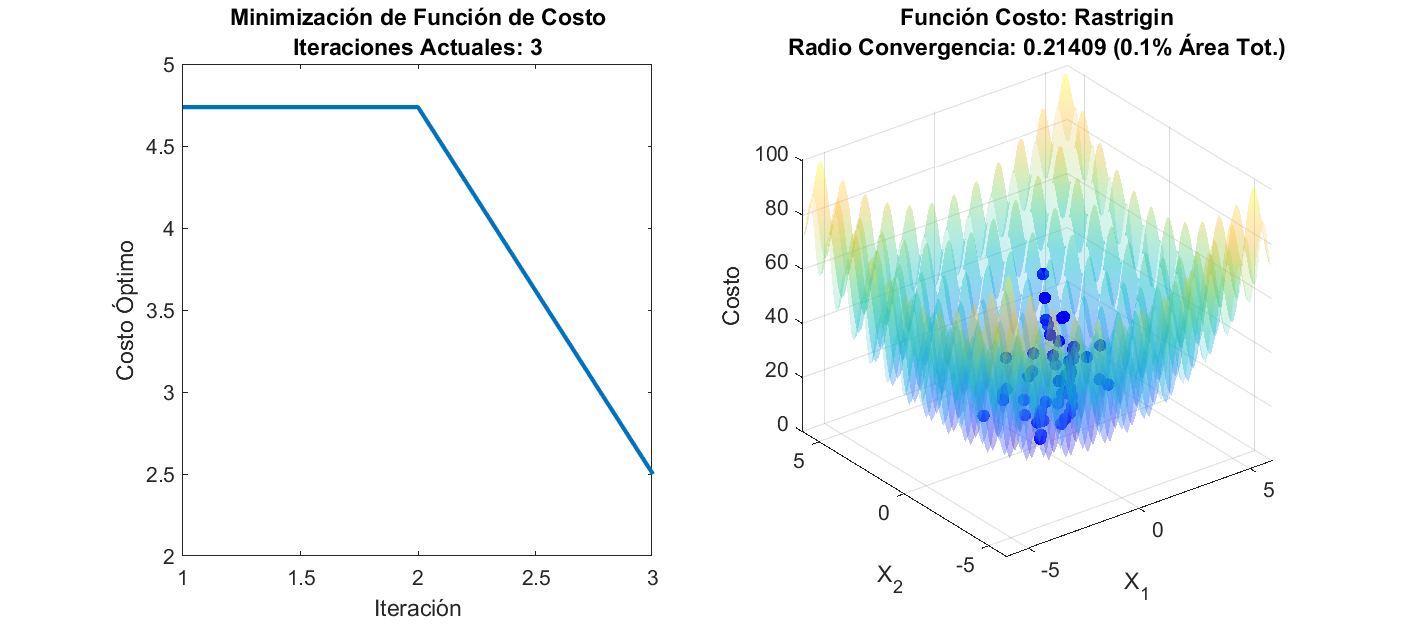 Minimización de Función de Costo
Iteraciones Actuales: 3
5
4.5
4
3.5
3
2.5
2
Costo Óptimo
1
1.5
2
2.5
3
Iteración
Función Costo: Rastrigin
Radio Convergencia: 0.21409 (0.1% Área Tot.)
100
80
60
40
20
0
Costo
5
0
-5
X2
-5
0
5
X1